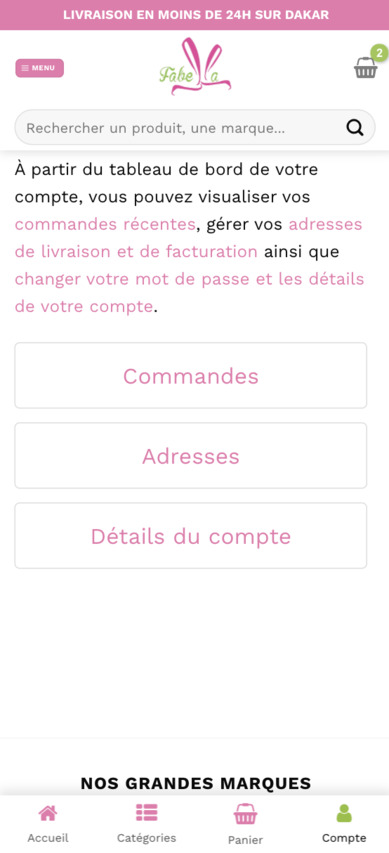 LIVRAISON EN MOINS DE 24H SUR DAKAR
MENU
Fabella
2
Rechercher un produit, une marque...
À partir du tableau de bord de votre
compte, vous pouvez visualiser vos
commandes récentes, gérer vos adresses
de livraison et de facturation ainsi que
changer votre mot de passe et les détails
de votre compte.
Commandes
Adresses
Détails du compte
NOS GRANDES MARQUES
Accueil
Catégories
Panier
Compte